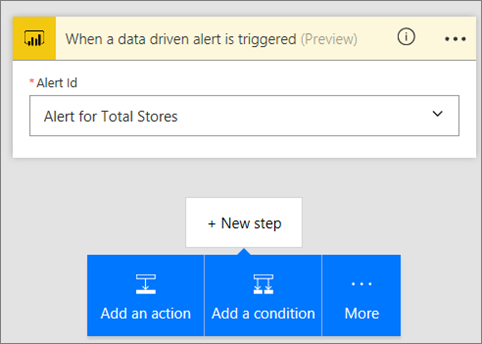 When a data driven alert is triggered (Preview)
* Alert Id
Alert for Total Stores
+ New step
Add an action
Add a condition
More